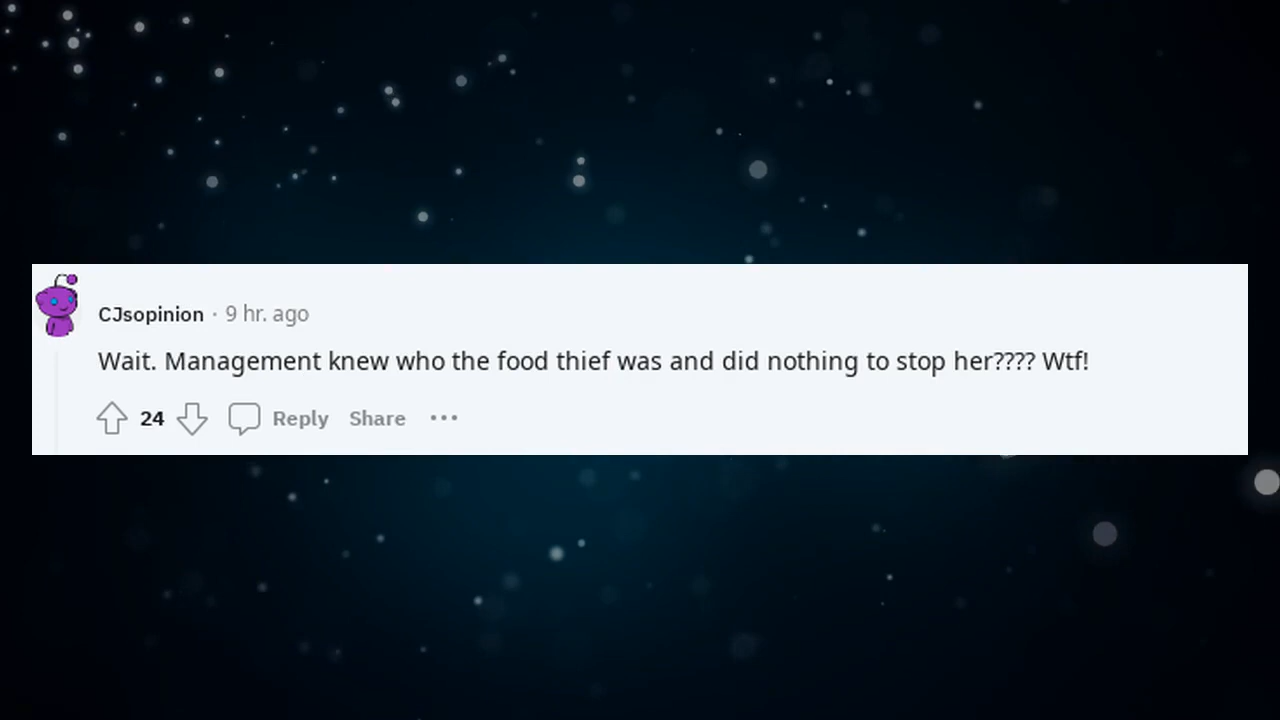 CJsopinion · 9 hr. ago
Wait. Management knew who the food thief was and did nothing to stop her???? Wtf!
24 Reply Share ···